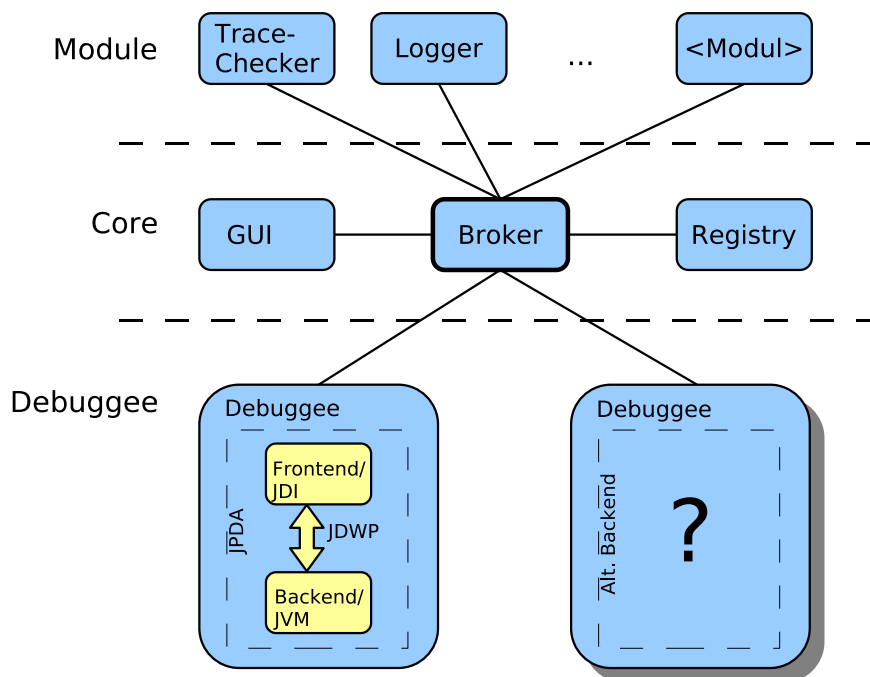 Module
Trace-
Checker
Logger
...
<Modul>
Core
GUI
Broker
Registry
Debuggee
Debuggee
Frontend/
JDI
JPDA
JDWP
Backend/
JVM
Debuggee
Alt. Backend
?